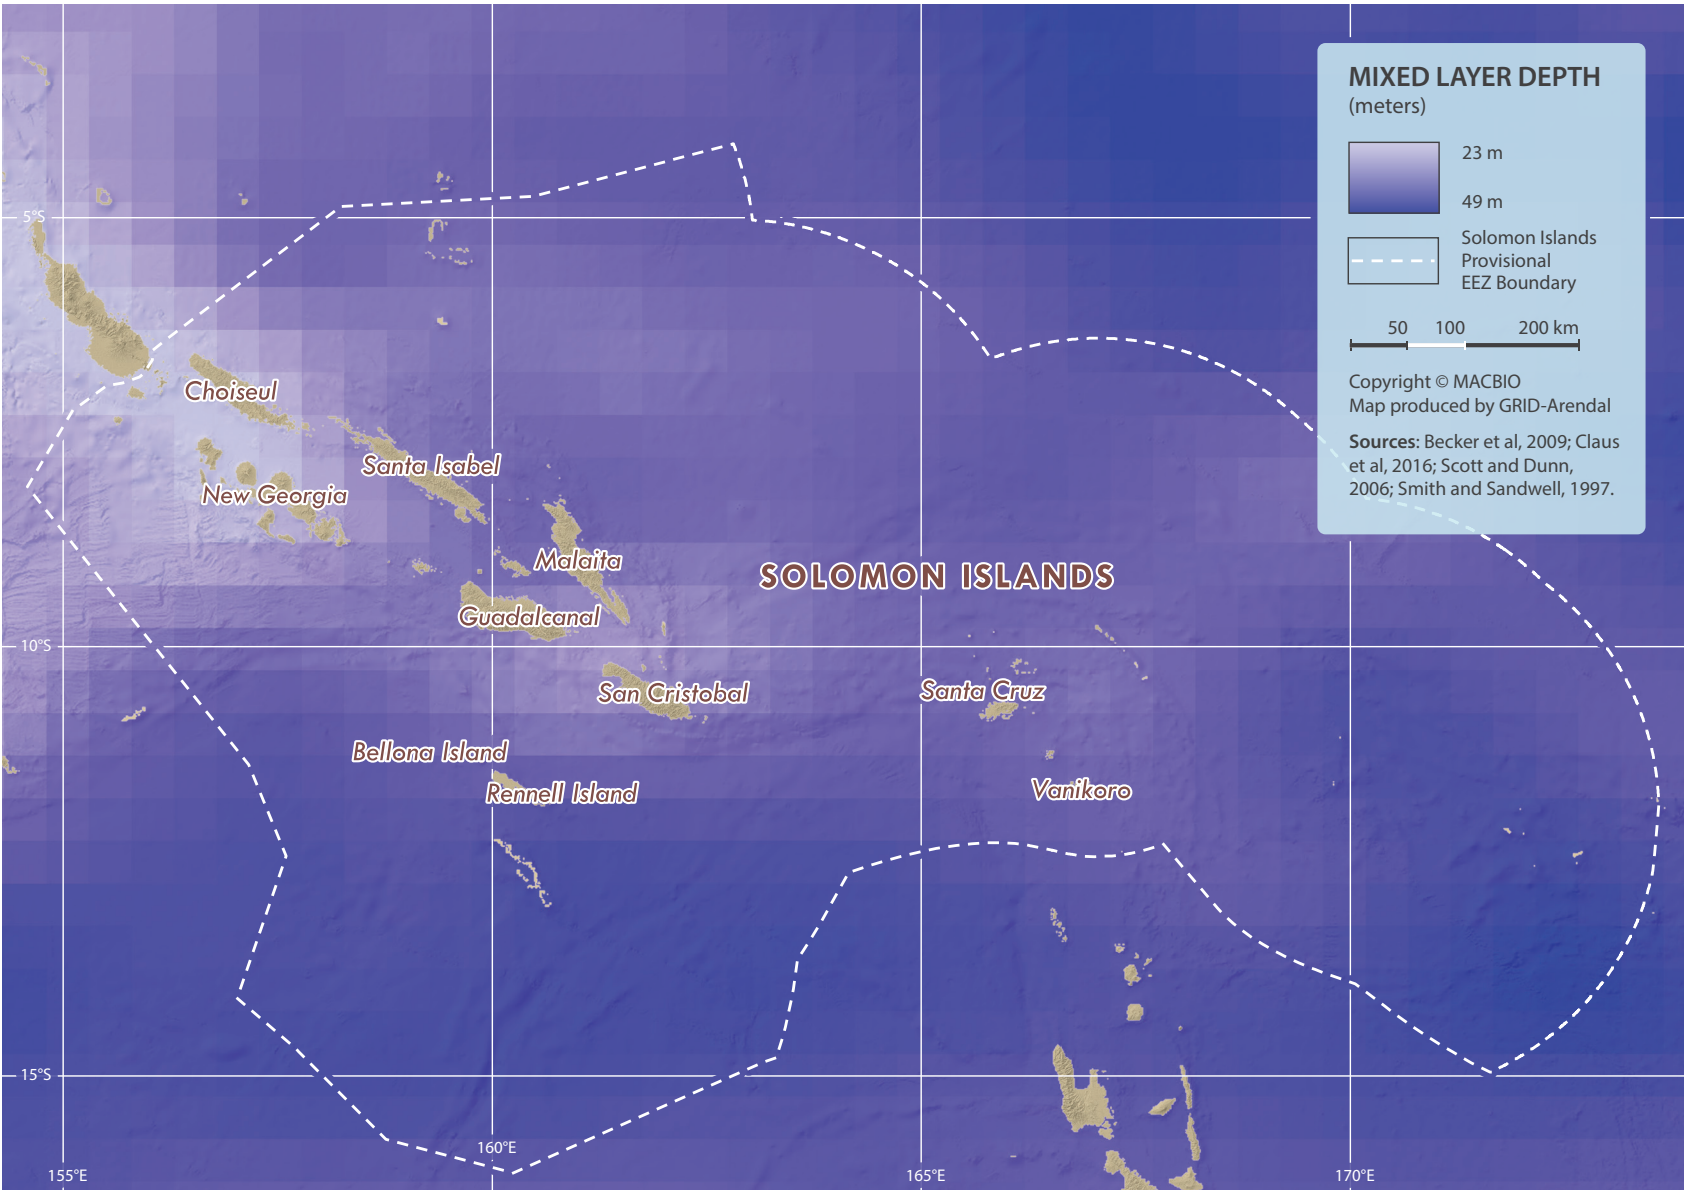 MIXED LAYER DEPTH
(meters)
23 m
49 m
Solomon Islands
Provisional
EEZ Boundary
50 100 200 km
Copyright © MACBIO
Map produced by GRID-Arendal
Sources: Becker et al, 2009; Claus
et al, 2016; Scott and Dunn,
2006; Smith and Sandwell, 1997.
5°S
Choiseul
Santa Isabel
New Georgia
Malaita
SOLOMON ISLANDS
Guadalcanal
10°S
San Cristobal
Santa Cruz
Bellona Island
Rennell Island
Vanikoro
15°S
160°E
155°E
165°E
170°E